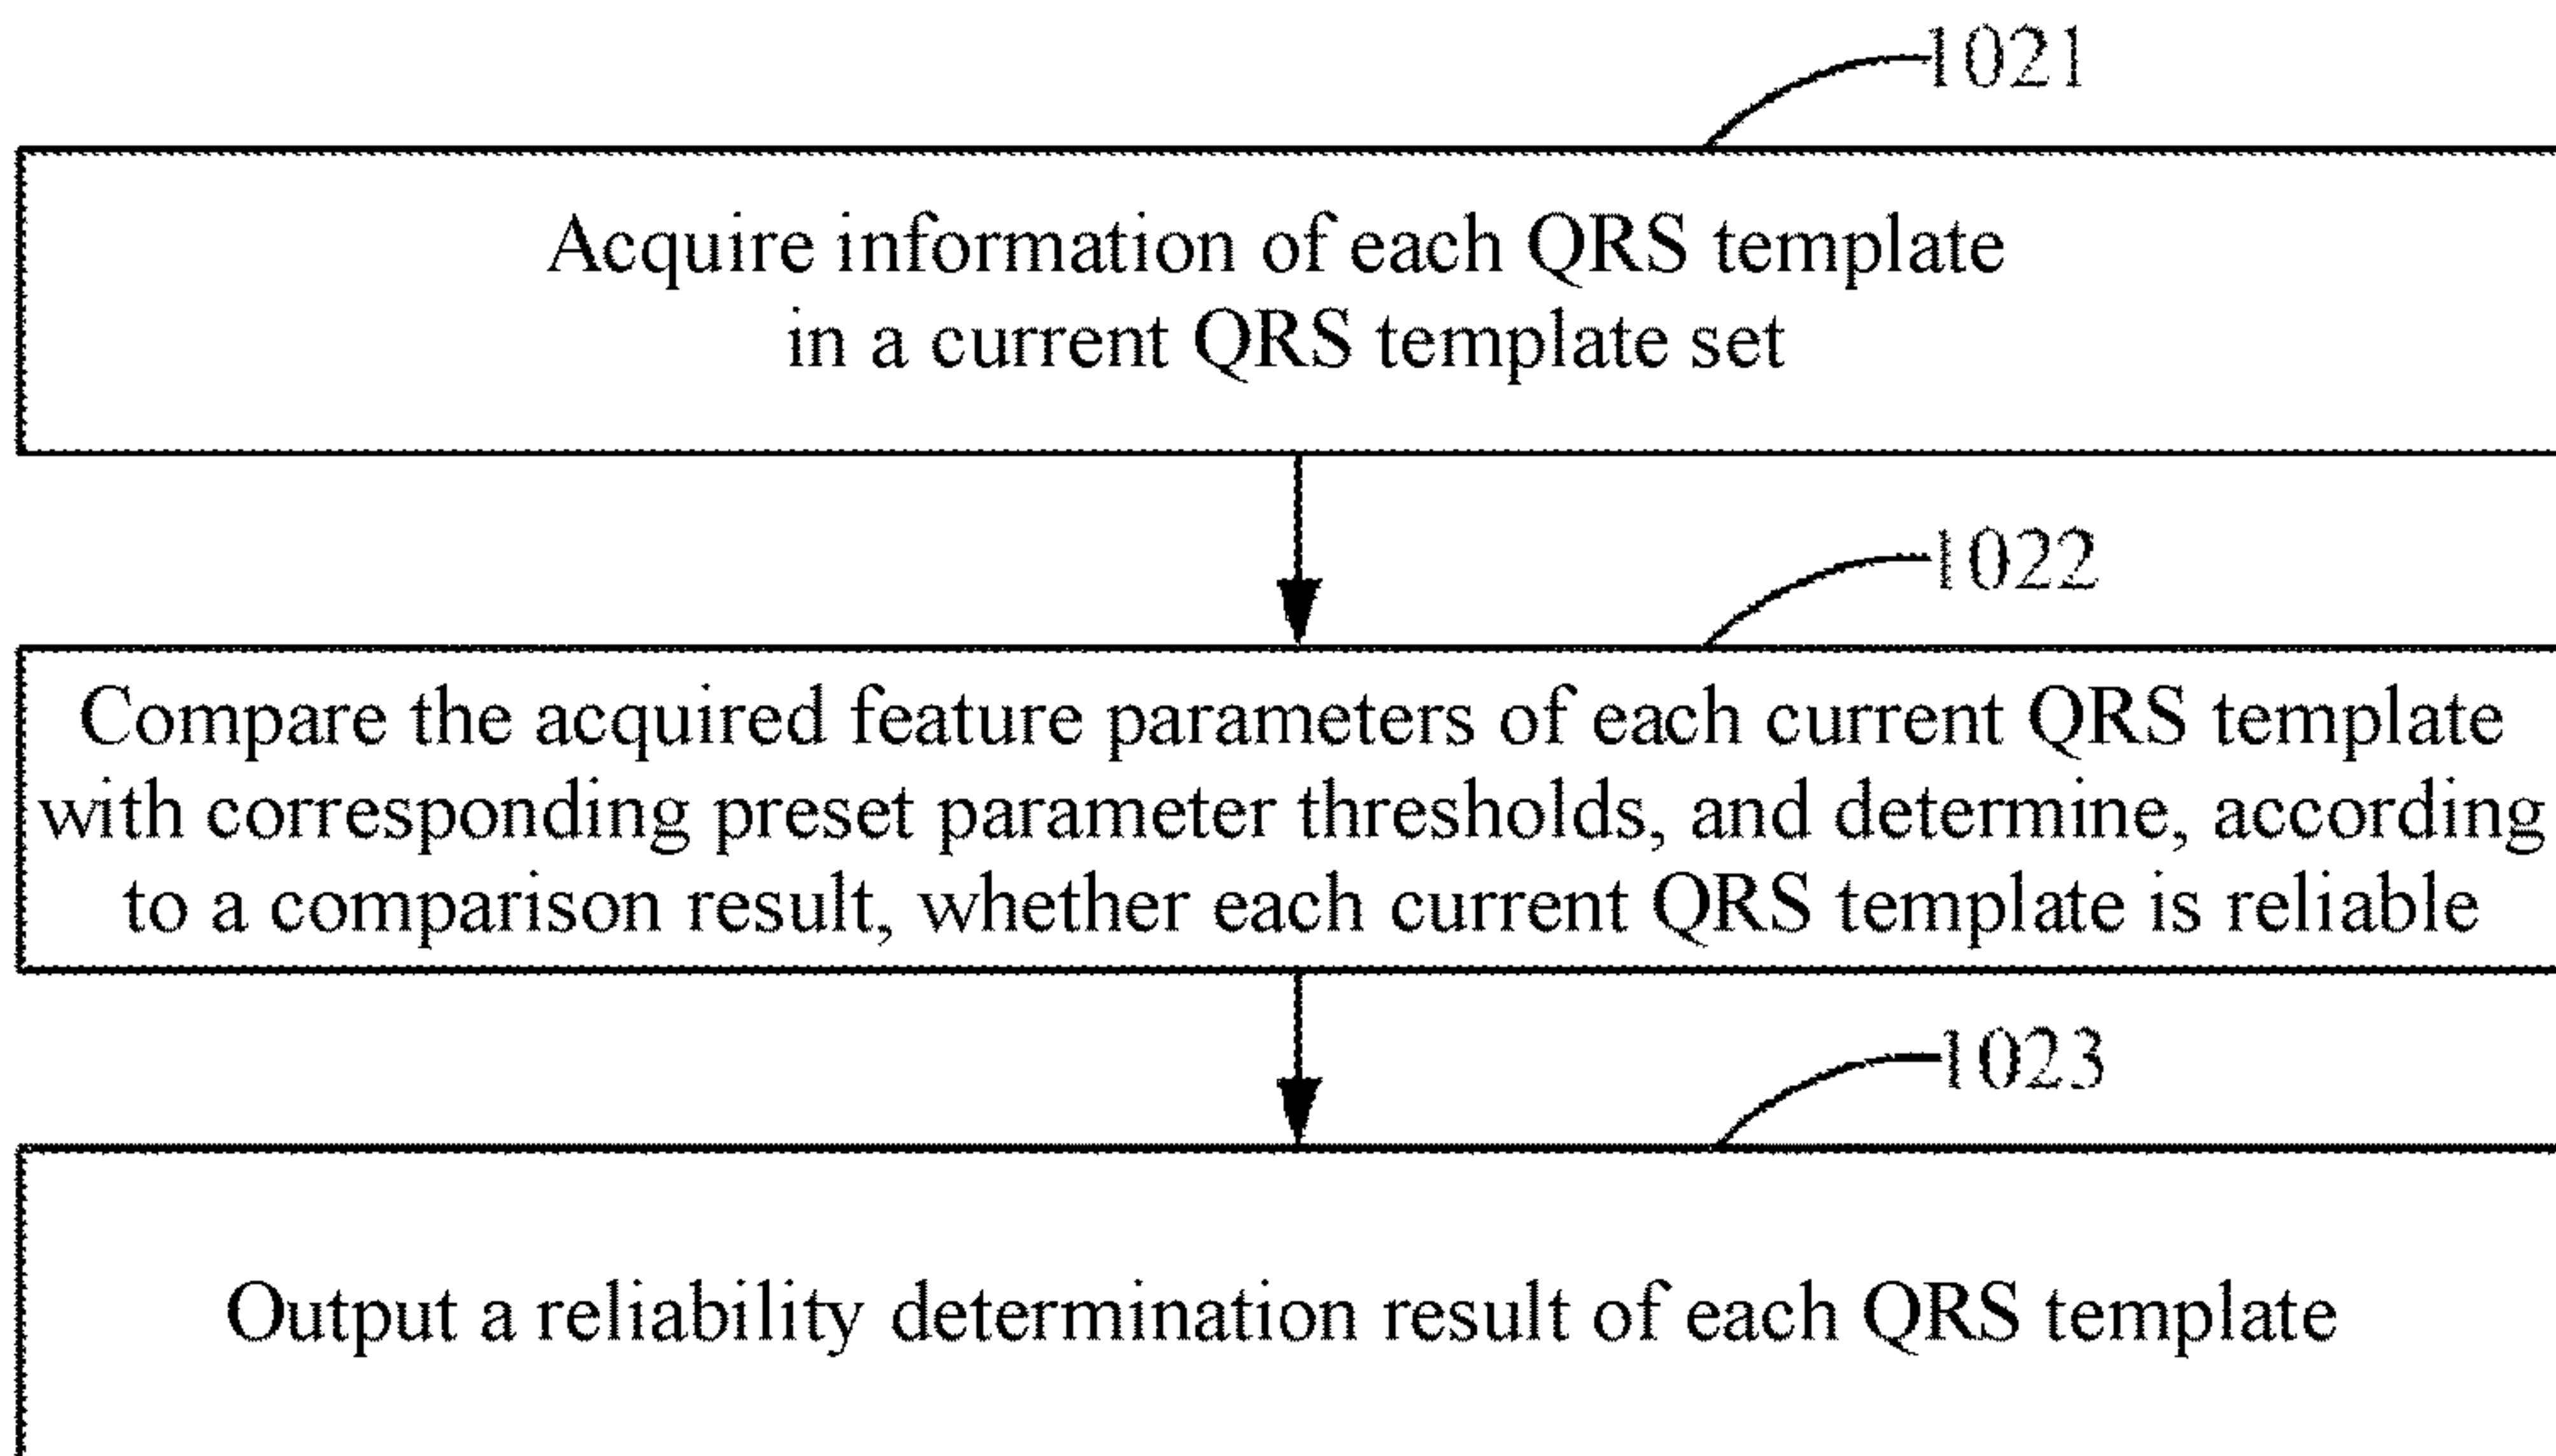 1021
Acquire information of each QRS template
in a current QRS template set
1022
Compare the acquired feature parameters of each current QRS template
with corresponding preset parameter thresholds, and determine, according
to a comparison result, whether each current QRS template is reliable
1023
Output a reliability determination result of each QRS template